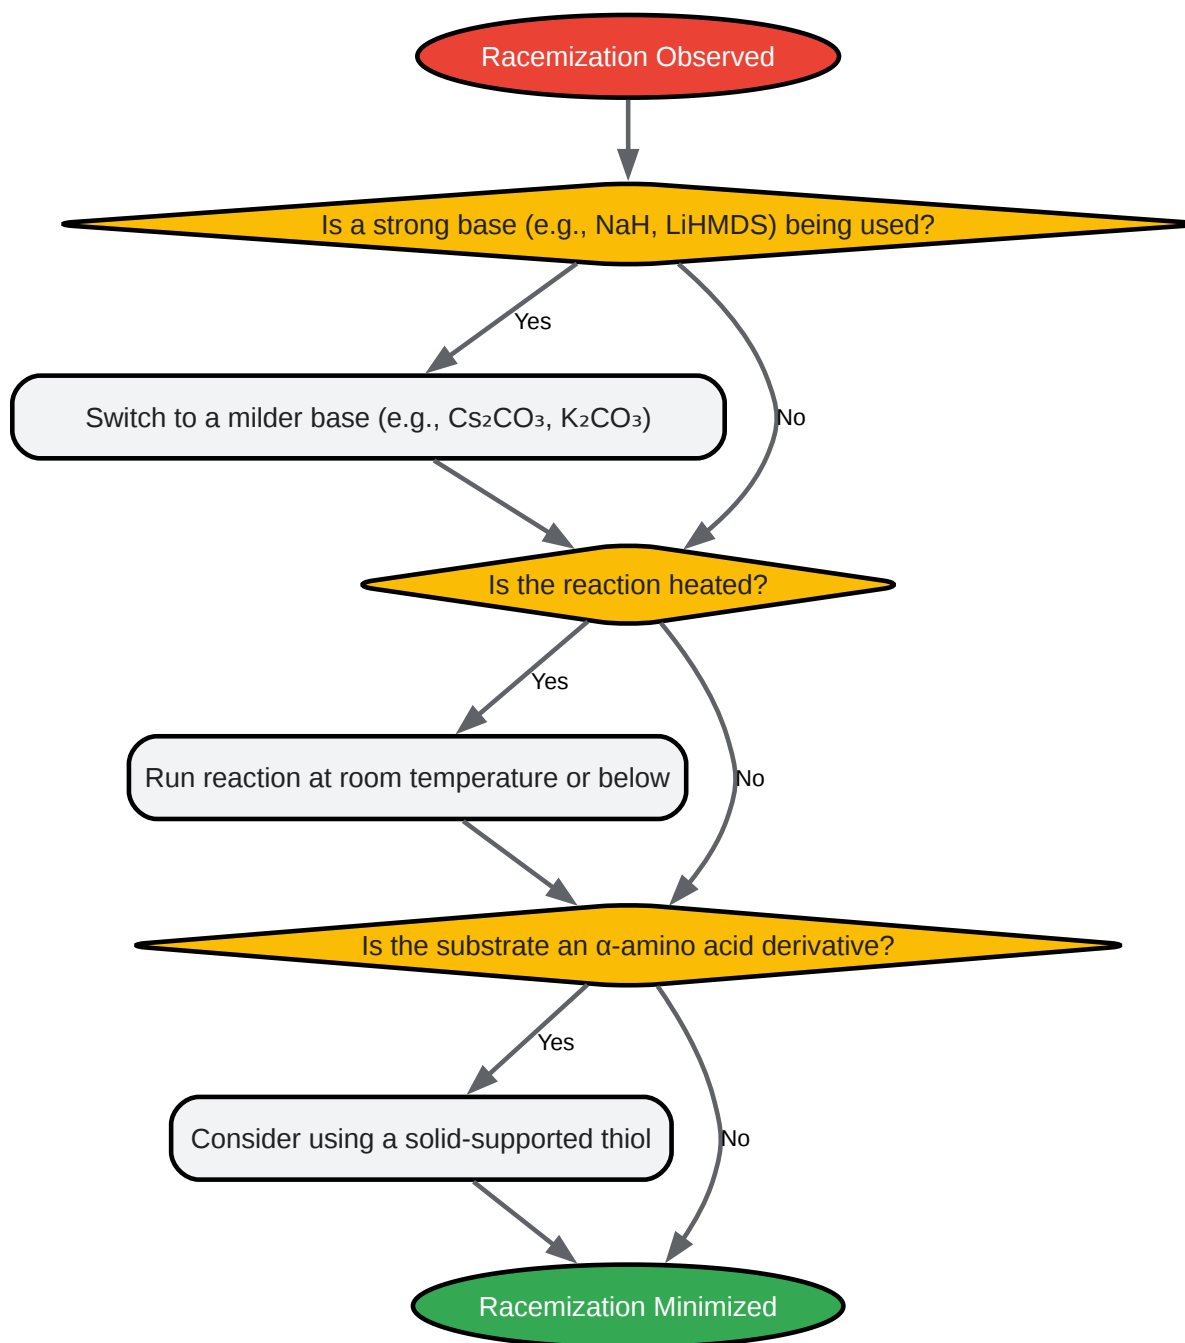 Racemization Observed
Is a strong base (e.g., NaH, LiHMDS) being used?
Yes
Switch to a milder base (e.g., Cs₂CO₃, K₂CO₃)
No
Is the reaction heated?
Yes
Run reaction at room temperature or below
No
Is the substrate an α-amino acid derivative?
Yes
Consider using a solid-supported thiol
No
Racemization Minimized